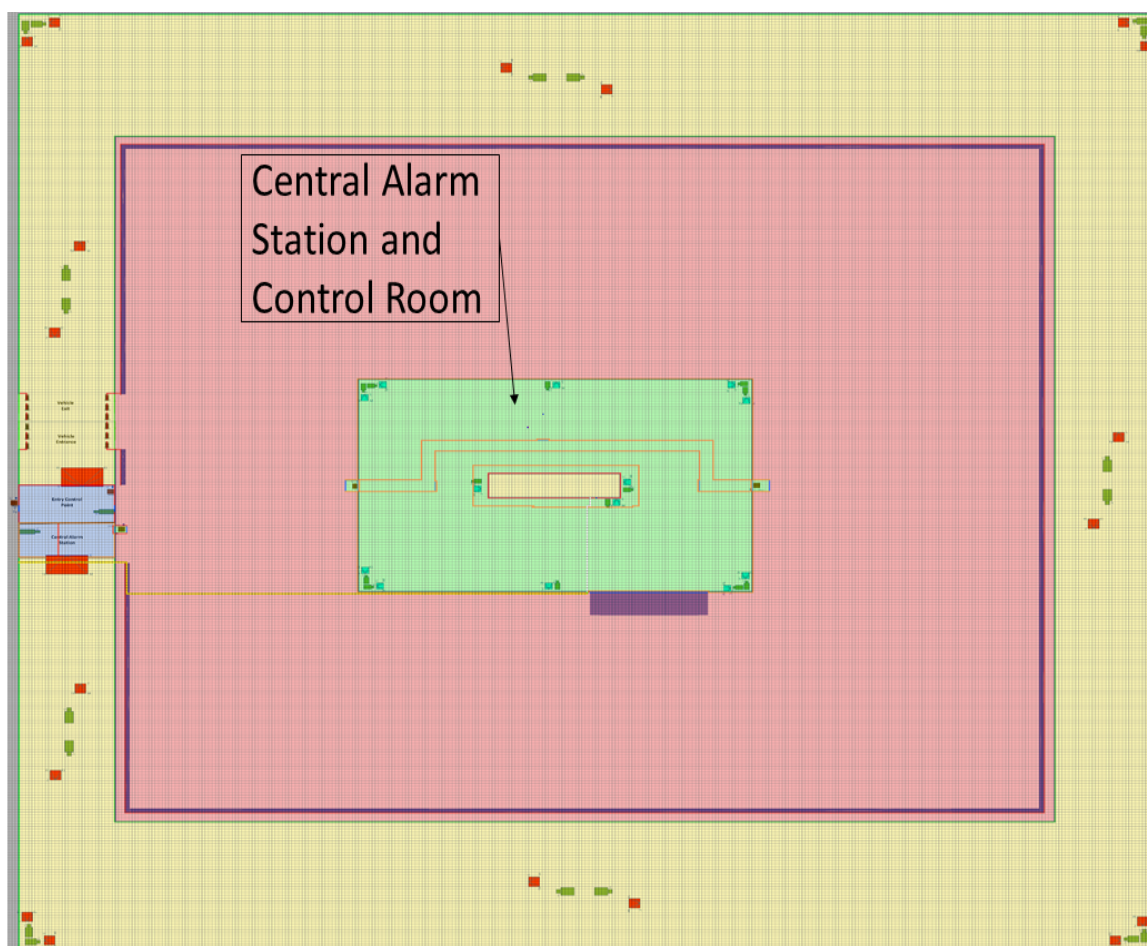 Central Alarm
Station and
Control Room
Vehicle
Exit
Vehicle
Entrance
Entry Control
Point
Central Alarm
Station